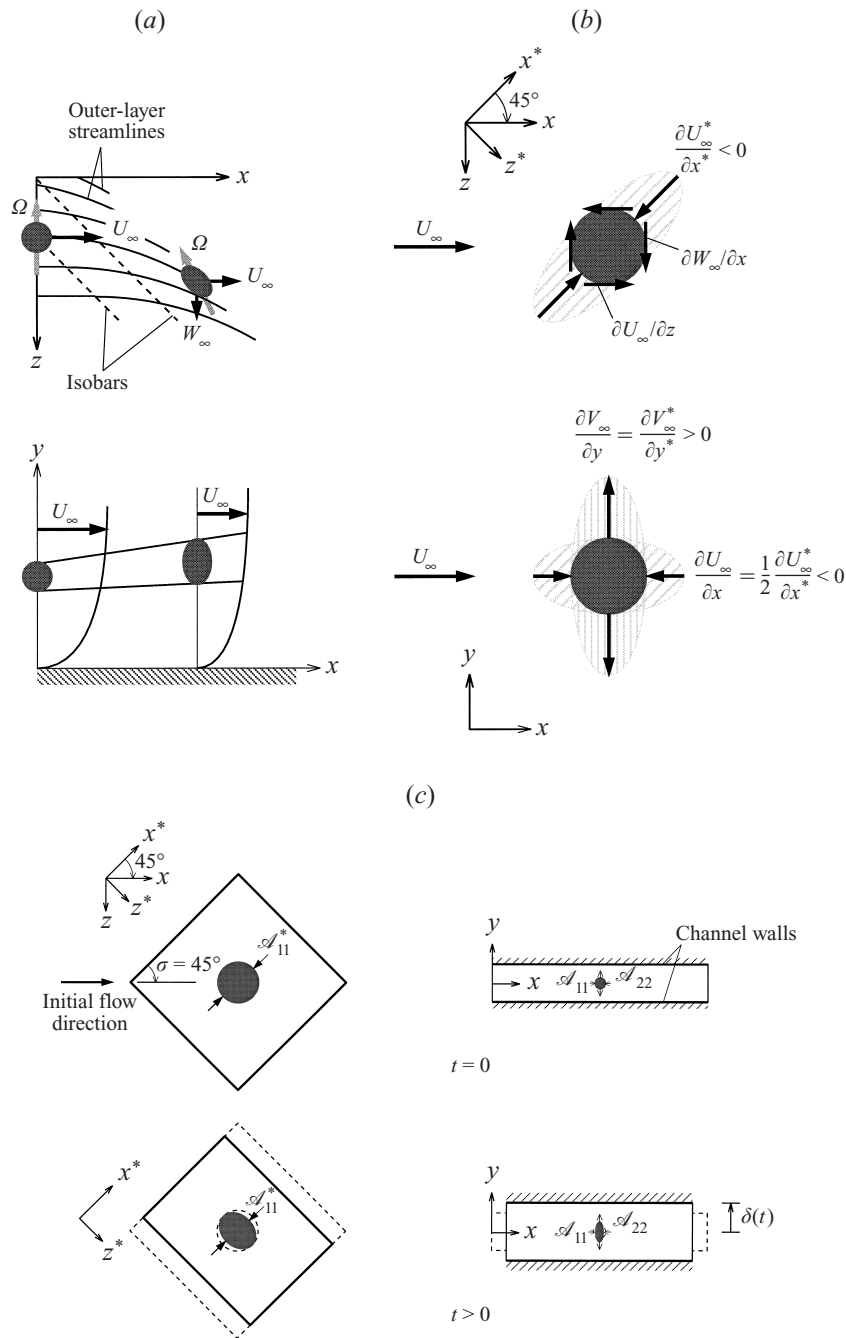 (a)
(b)
Outer-layer
streamlines
x
Ω
U∞
Ω
U∞
W∞
z
Isobars
x*
45°
x
z*
z
∂U*∞/∂x* < 0
U∞
∂W∞/∂x
∂U∞/∂z
y
U∞
U∞
x
∂V∞/∂y = ∂V*∞/∂y* > 0
U∞
∂U∞/∂x = 1/2 ∂U*∞/∂x* < 0
y
x
(c)
x*
45°
x
z*
z
𝒜*11
σ = 45°
Initial flow
direction
Channel walls
y
x
𝒜11
𝒜22
t = 0
x*
z*
𝒜*11
y
x
𝒜11
𝒜22
δ(t)
t > 0